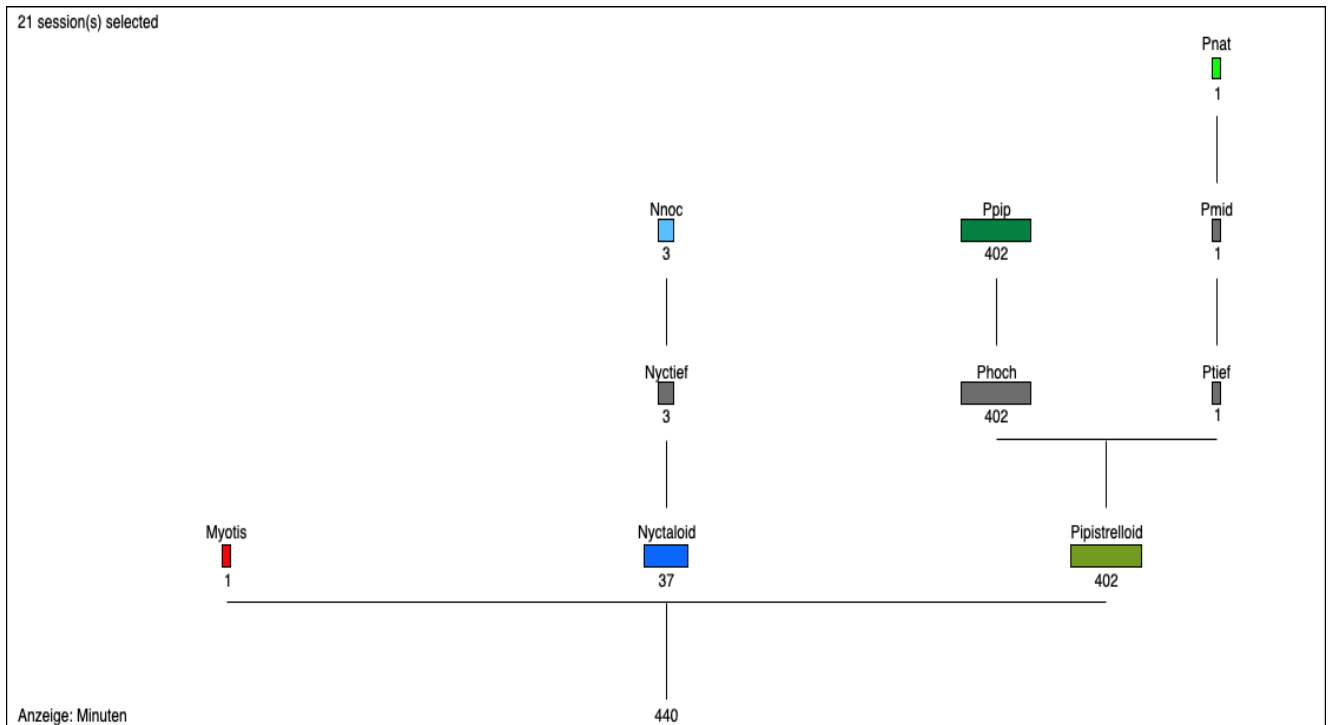 21 session(s) selected
Pnat
1
Nnoc Ppip Pmid
3 402 1
Nyctief Phoch Ptief
3 402 1
Myotis Nyctaloid Pipistrelloid
1 37 402
Anzeige: Minuten 440